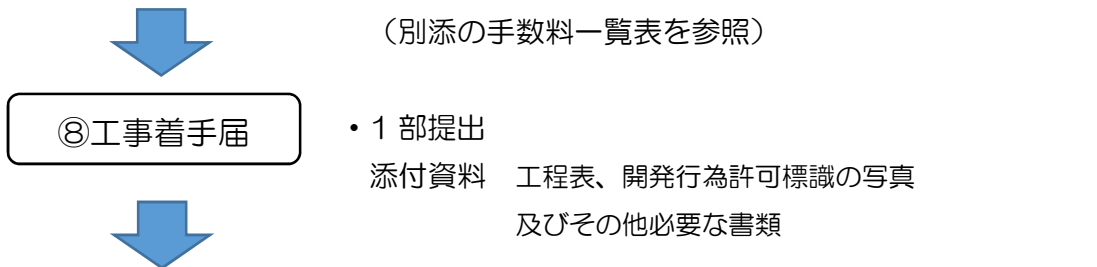 （別添の手数料一覧表を参照）
⑧工事着手届
・1 部提出
添付資料　工程表、開発行為許可標識の写真
及びその他必要な書類